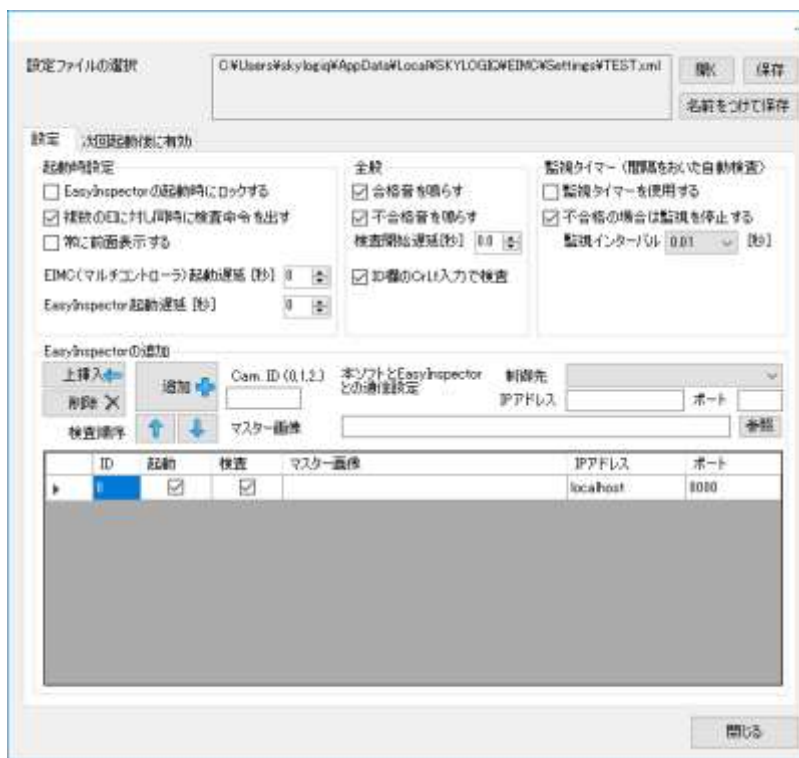 設定ファイルの選択
C:¥Users¥skylogiq¥AppData¥Local¥SKYLOGIQ¥EIMC¥Settings¥TEST.xml
開く 保存
名前をつけて保存
設定 次回起動後に有効
起動時設定 全般 監視タイマー (間隔をおいた自動検査)
EasyInspectorの起動時にロックする 合格音を鳴らす 監視タイマーを使用する
複数のEIに対し同時に検査命令を出す 不合格音を鳴らす 不合格の場合は監視を停止する
常に前面表示する 検査開始遅延[秒] 0.0 監視インターバル 0.01 [秒]
EIMC(マルチコントローラ)起動遅延 [秒] 0 ID欄のCrLf入力で検査
EasyInspector起動遅延 [秒] 0
EasyInspectorの追加
上挿入 追加 Cam. ID (0,1,2..) 本ソフトとEasyInspector 制御先
との通信設定
削除 IPアドレス ポート
検査順序 マスター画像 参照
ID 起動 検査 マスター画像 IPアドレス ポート
0 localhost 8000
閉じる